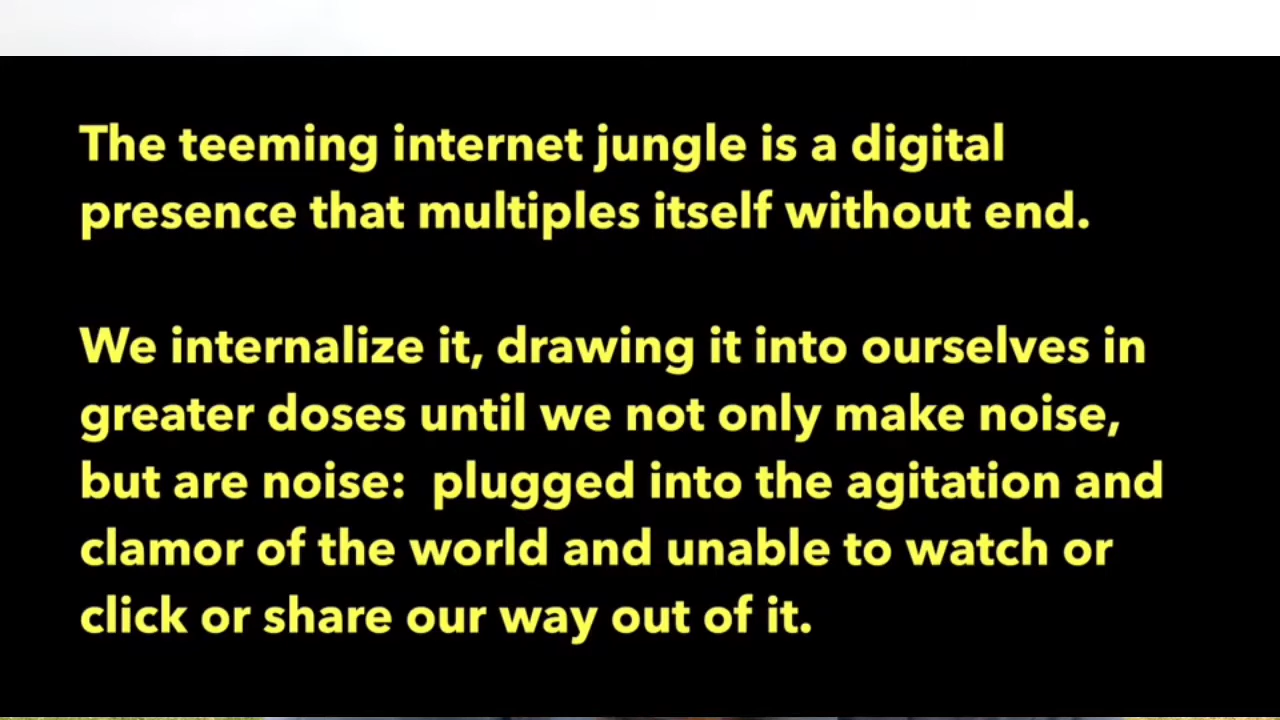 The teeming internet jungle is a digital
presence that multiples itself without end.
We internalize it, drawing it into ourselves in
greater doses until we not only make noise,
but are noise:  plugged into the agitation and
clamor of the world and unable to watch or
click or share our way out of it.